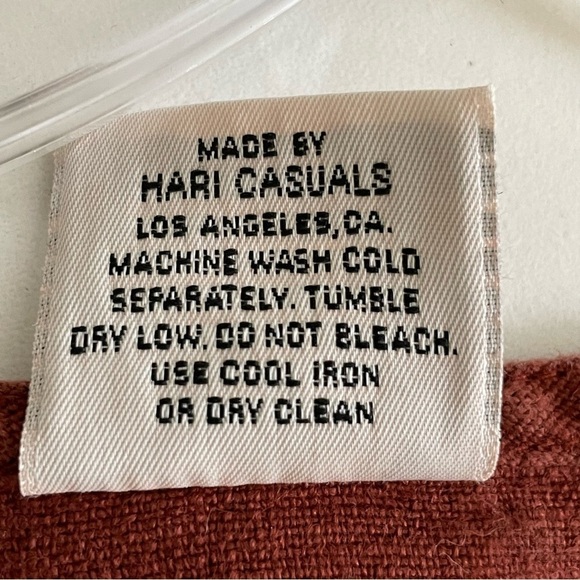 MADE BY
HARI CASUALS
LOS ANGELES, CA.
MACHINE WASH COLD
SEPARATELY. TUMBLE
DRY LOW. DO NOT BLEACH.
USE COOL IRON
OR DRY CLEAN